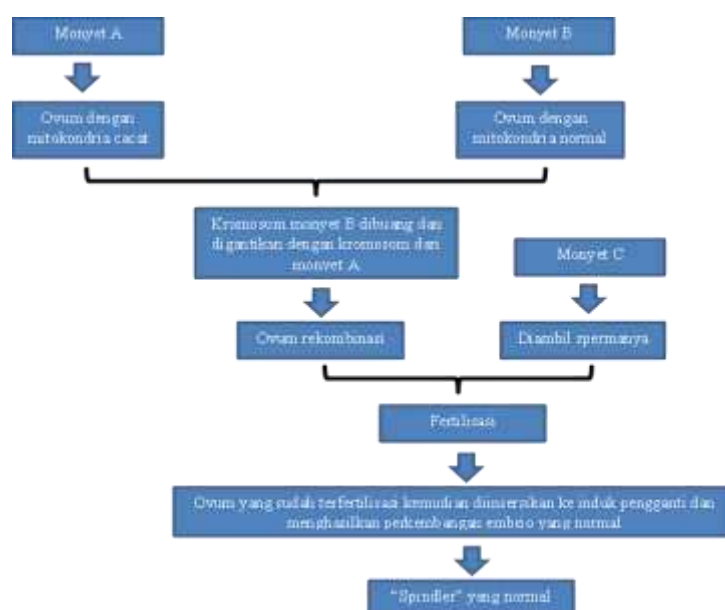 Monyet A
Monyet B
Ovum dengan
mitokondria cacat
Ovum dengan
mitokondria normal
Kromosom monyet B dibuang dan
digantikan dengan kromosom dari
monyet A
Monyet C
Ovum rekombinasi
Diambil spermanya
Fertilisasi
Ovum yang sudah terfertilisasi kemudian diinsersikan ke induk pengganti dan
menghasilkan perkembangan embrio yang normal
"Spindler" yang normal